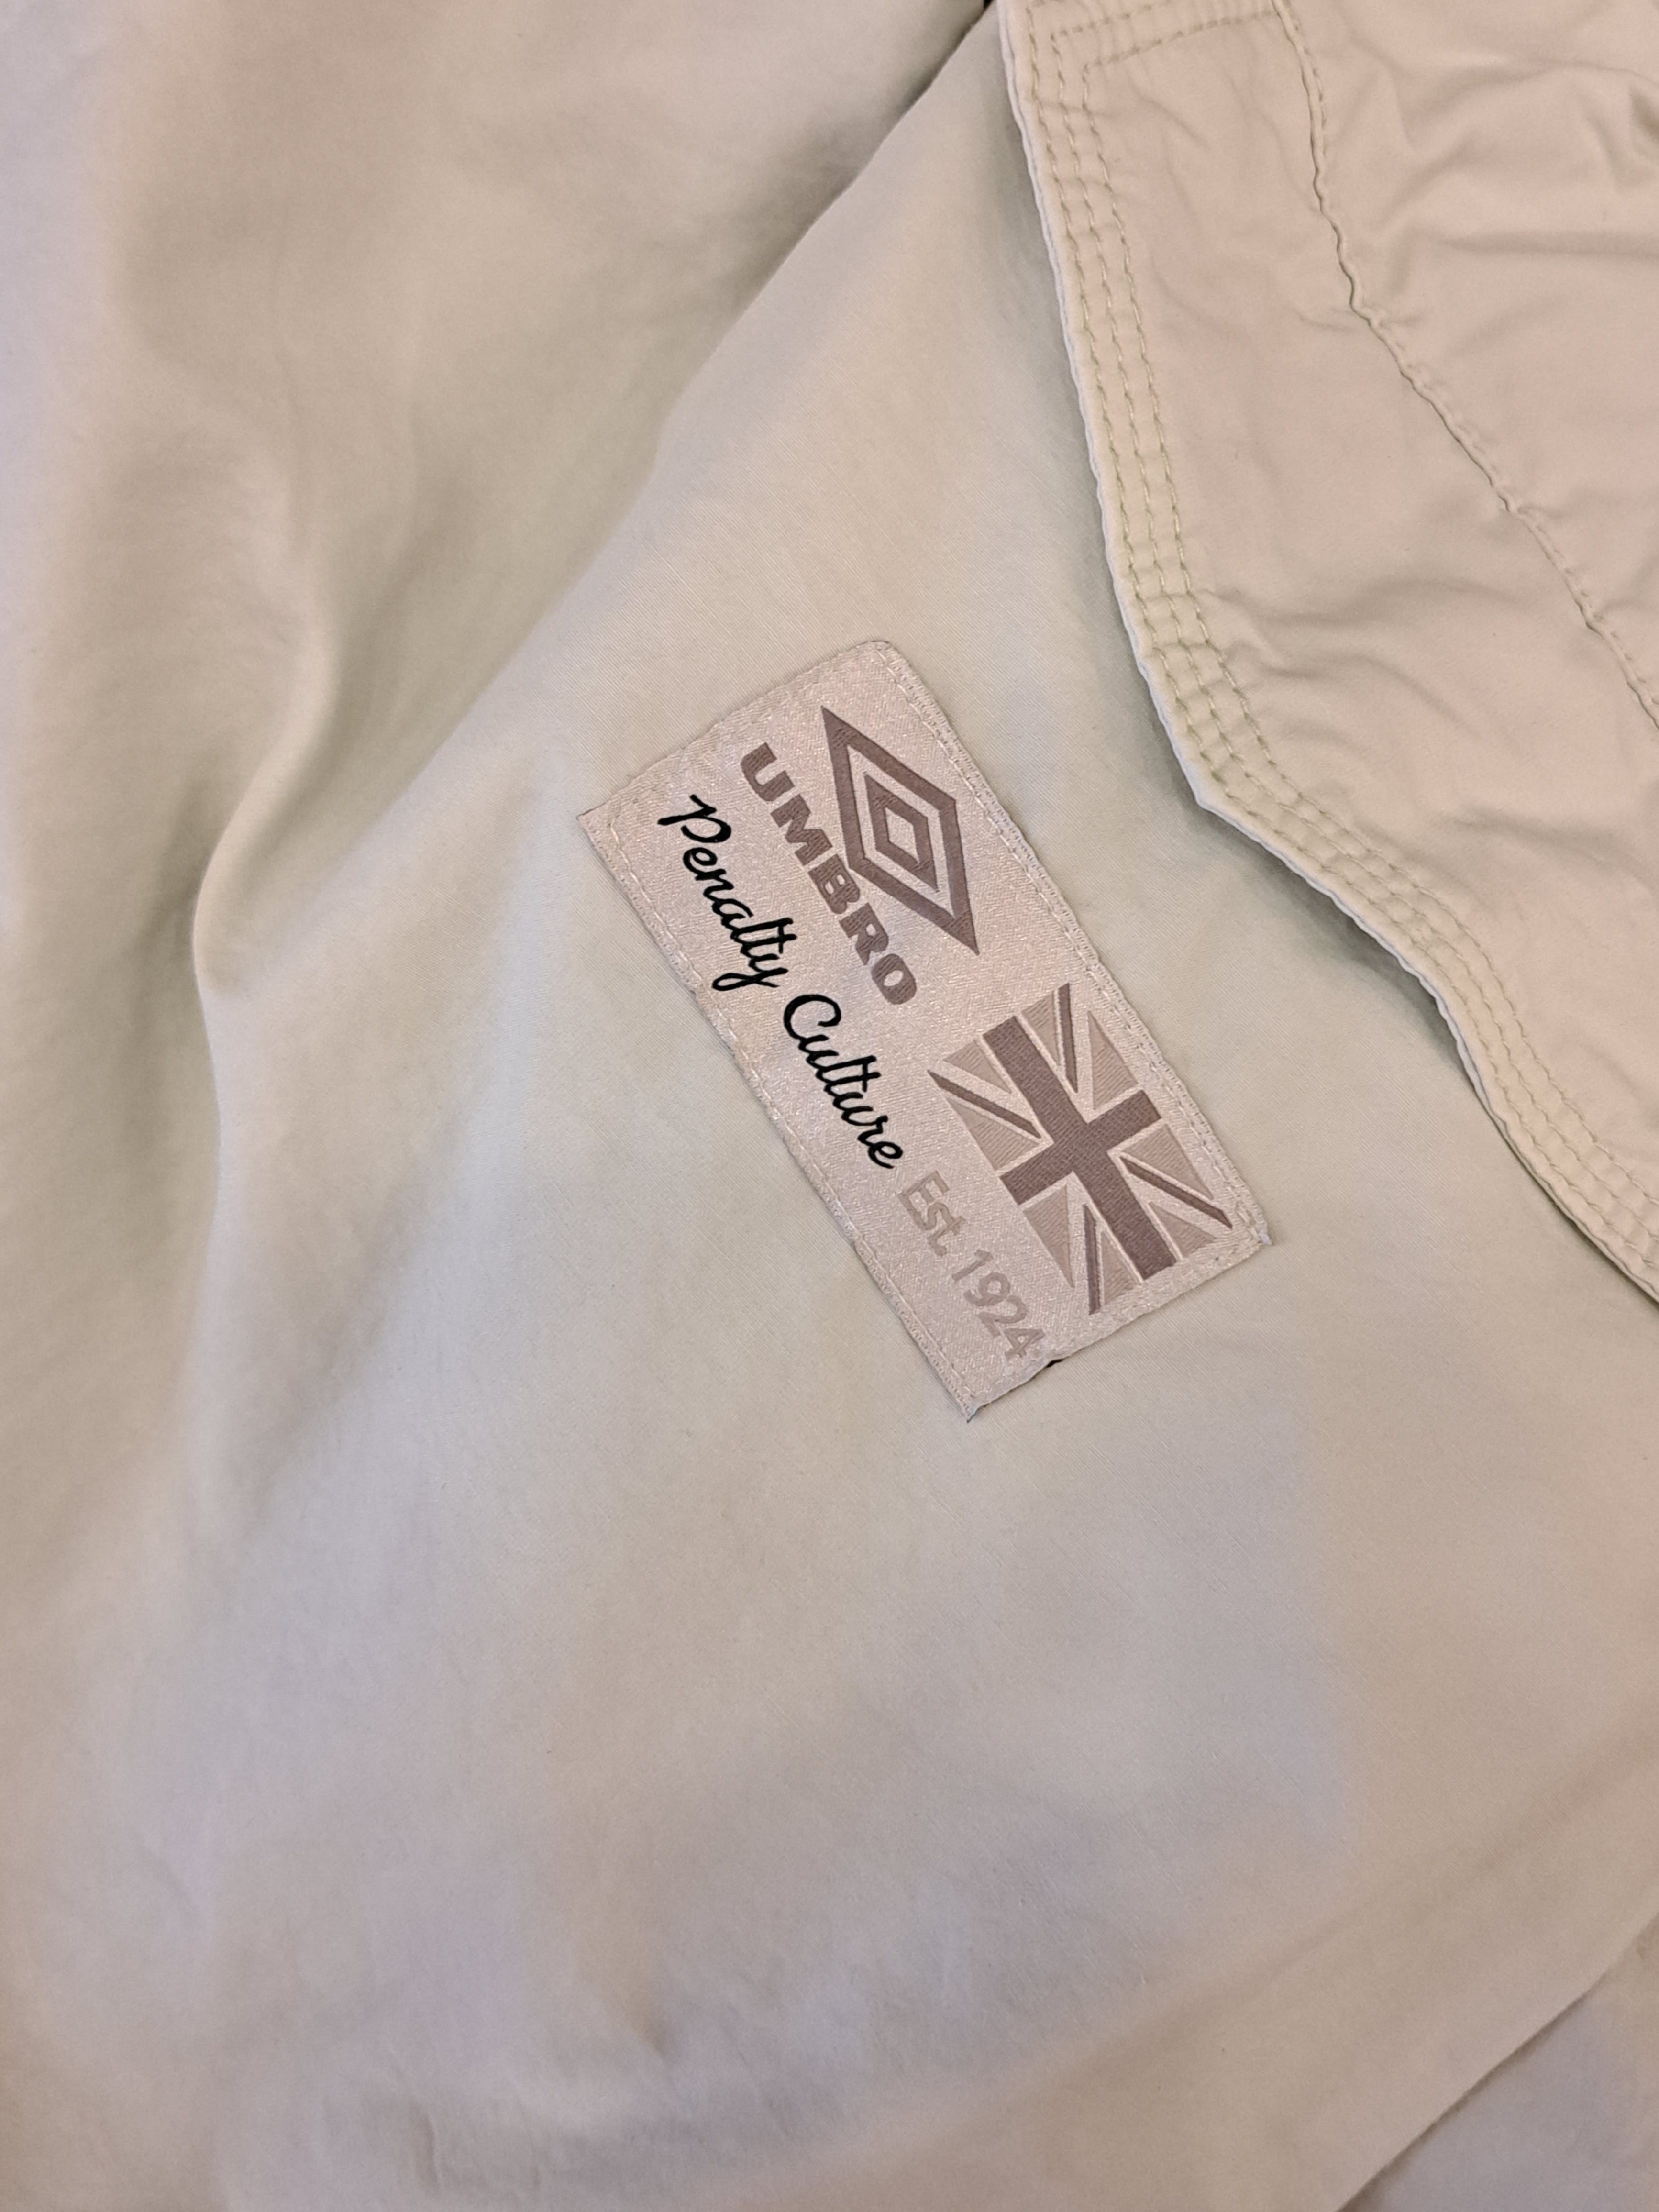 UMBRO
Penalty Culture
Est. 1924